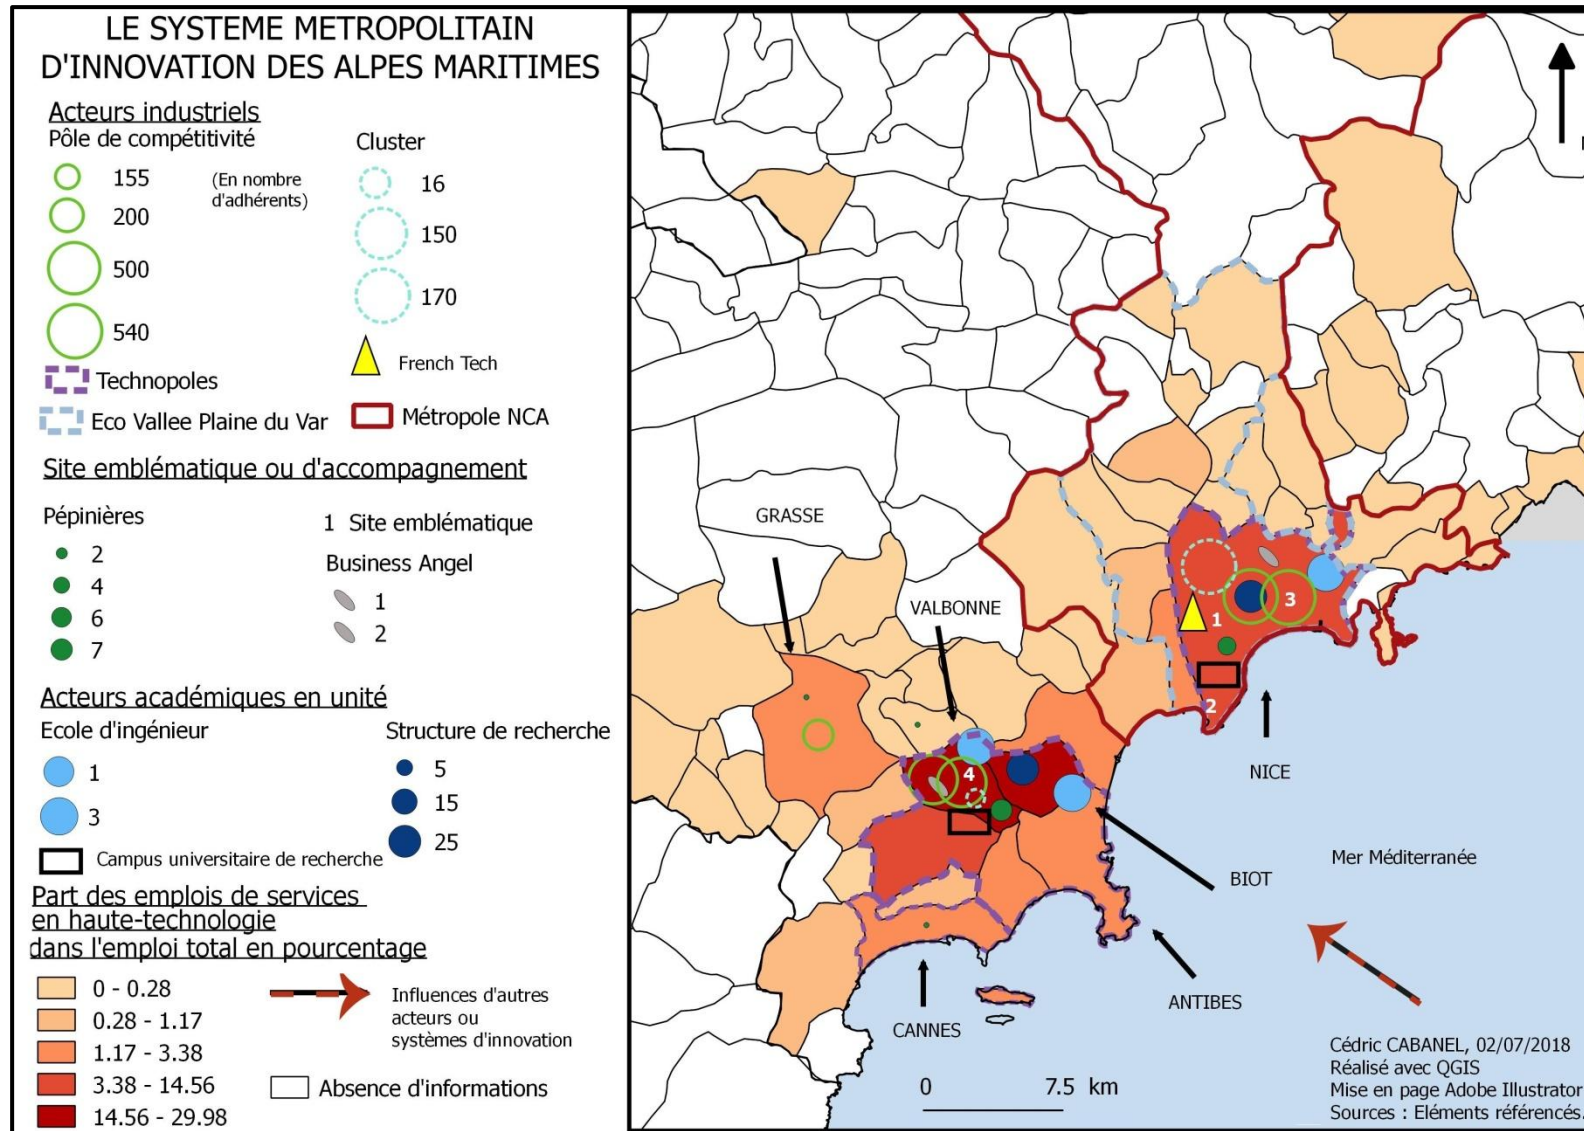 LE SYSTEME METROPOLITAIN
D'INNOVATION DES ALPES MARITIMES
Acteurs industriels
Pôle de compétitivité
155
200
500
540
(En nombre
d'adhérents)
Cluster
16
150
170
French Tech
Technopoles
Eco Vallee Plaine du Var
Métropole NCA
Site emblématique ou d'accompagnement
Pépinières
2
4
6
7
1 Site emblématique
Business Angel
1
2
Acteurs académiques en unité
Ecole d'ingénieur
1
3
Structure de recherche
5
15
25
Campus universitaire de recherche
Part des emplois de services
en haute-technologie
dans l'emploi total en pourcentage
0 - 0.28
0.28 - 1.17
1.17 - 3.38
3.38 - 14.56
14.56 - 29.98
Influences d'autres
acteurs ou
systèmes d'innovation
Absence d'informations
GRASSE
VALBONNE
1
2
3
4
NICE
BIOT
ANTIBES
CANNES
Mer Méditerranée
0 7.5 km
Cédric CABANEL, 02/07/2018
Réalisé avec QGIS
Mise en page Adobe Illustrator
Sources : Eléments référencés.